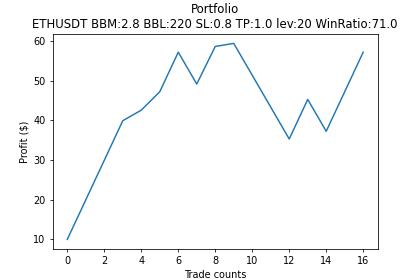 Portfolio
ETHUSDT BBM:2.8 BBL:220 SL:0.8 TP:1.0 lev:20 WinRatio:71.0
60
50
40
30
20
10
Profit ($)
0 2 4 6 8 10 12 14 16
Trade counts